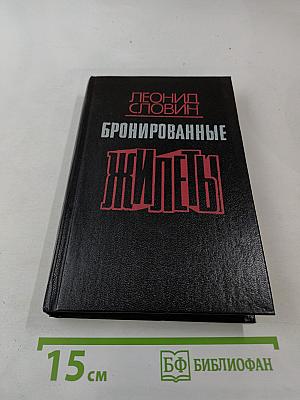 ЛЕОНИД
СЛОВИН
БРОНИРОВАННЫЕ
ЖИЛЕТЫ
15 см
БФ БИБЛИОФАН